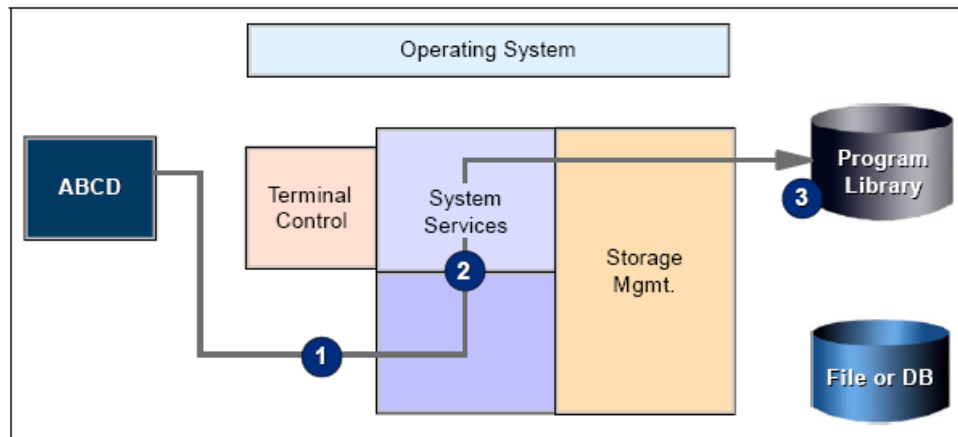 Operating System
ABCD
Terminal
Control
System
Services
Storage
Mgmt.
Program
Library
File or DB
1
2
3